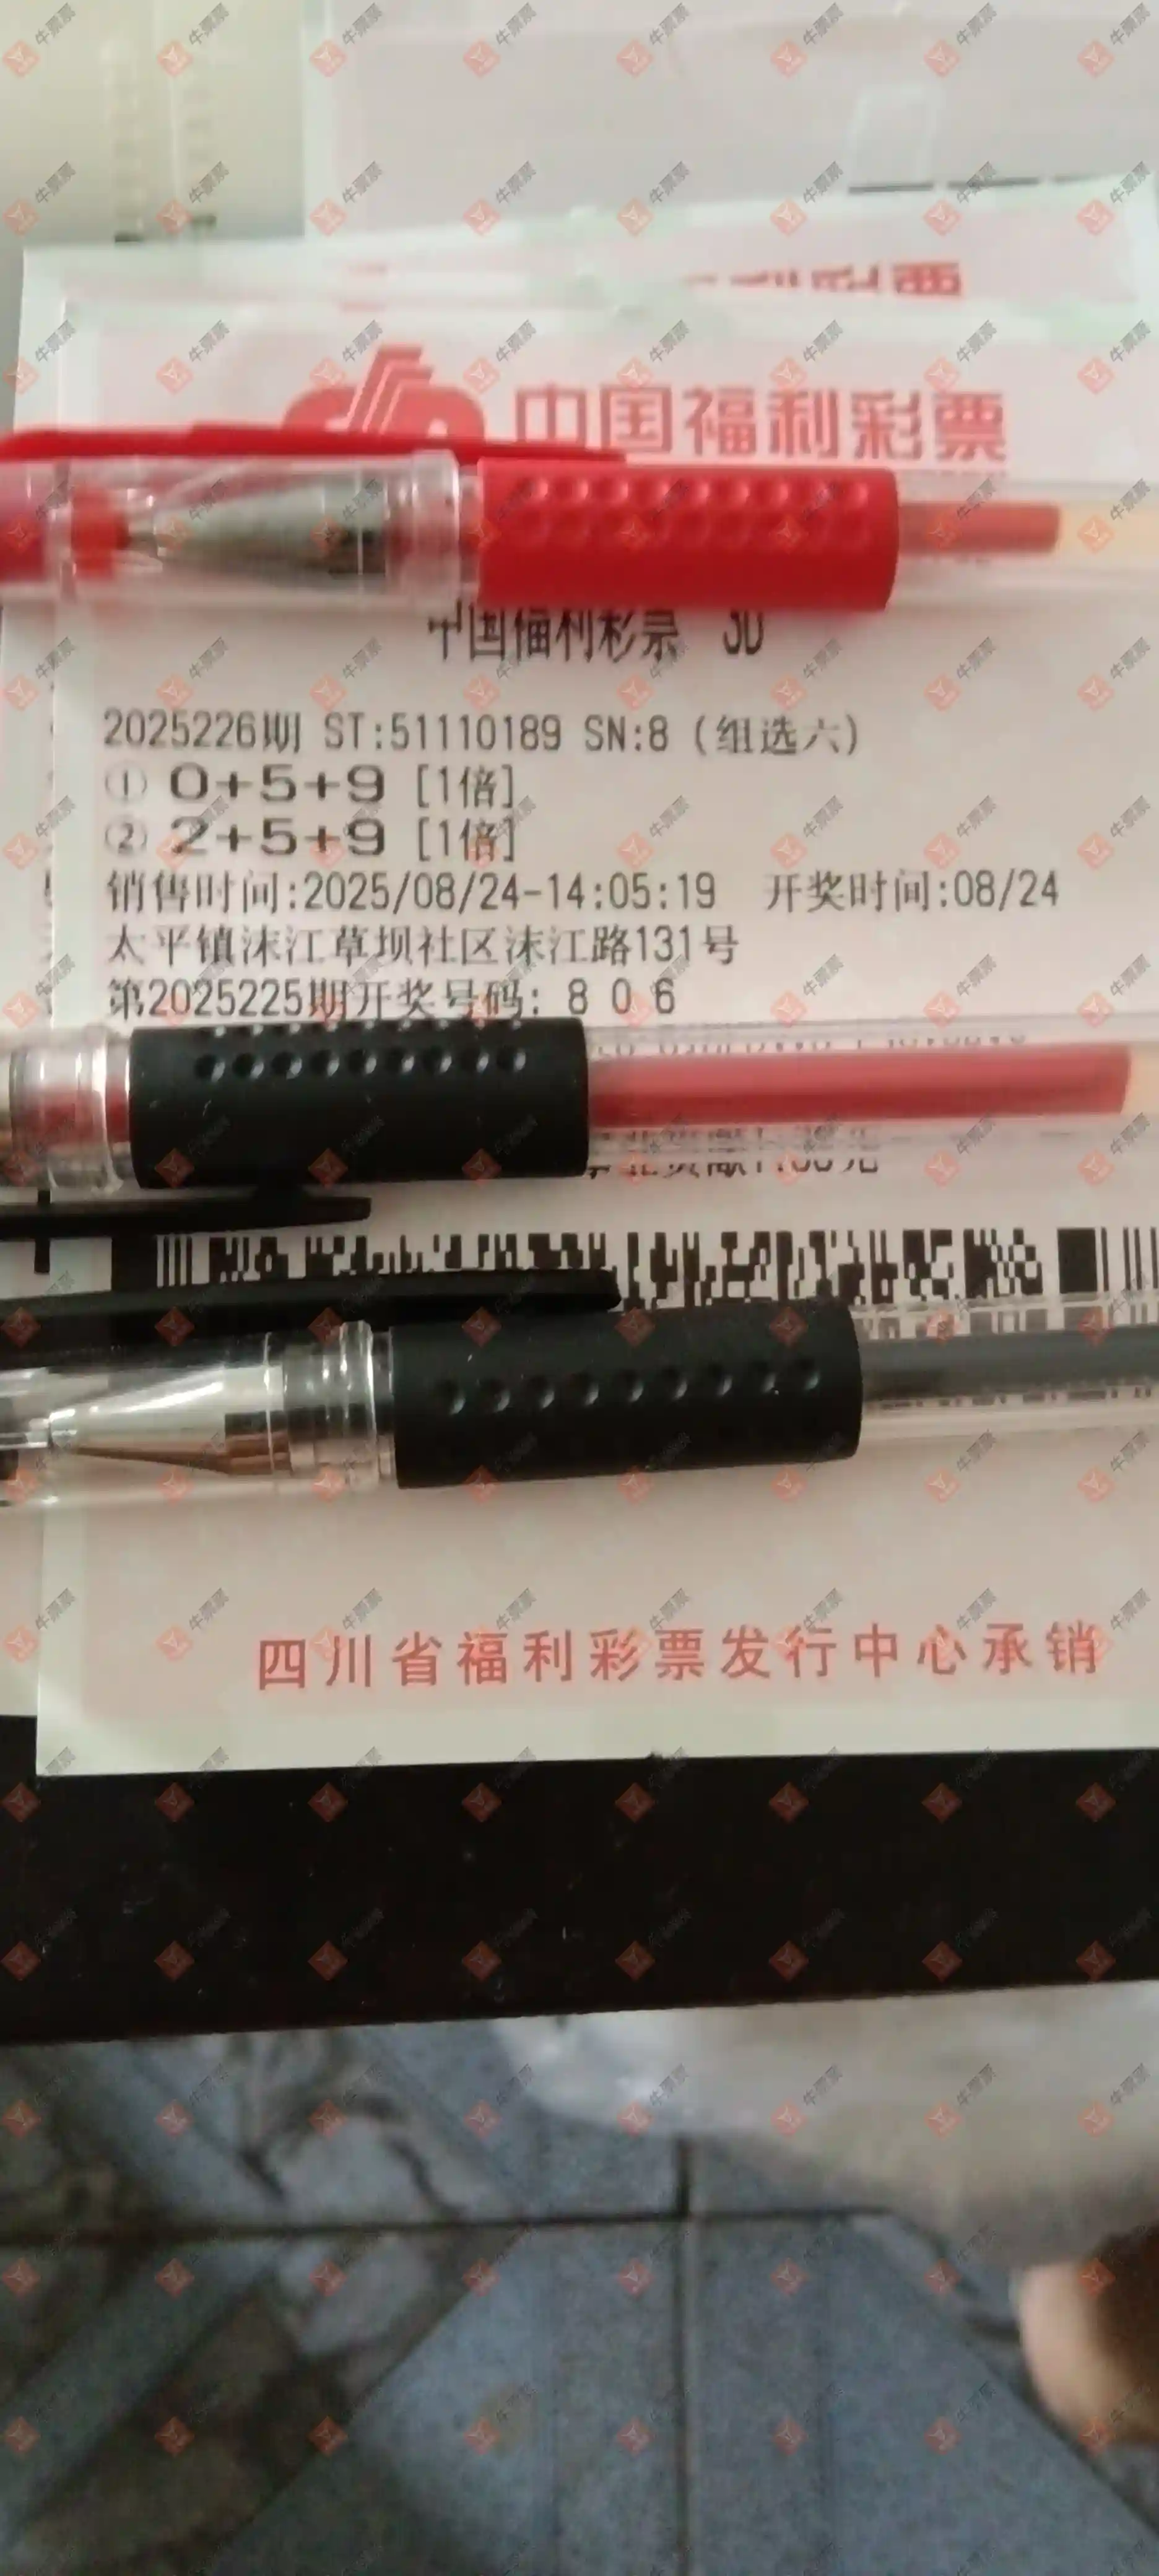 中国福利彩票
中国福利彩票 3D
2025226期 ST:51110189 SN:8 (组选六)
① 0+5+9 [1倍]
② 2+5+9 [1倍]
销售时间:2025/08/24-14:05:19 开奖时间:08/24
太平镇沫江草坝社区沫江路131号
第2025225期开奖号码: 8 0 6
四川省福利彩票发行中心承销
牛票票